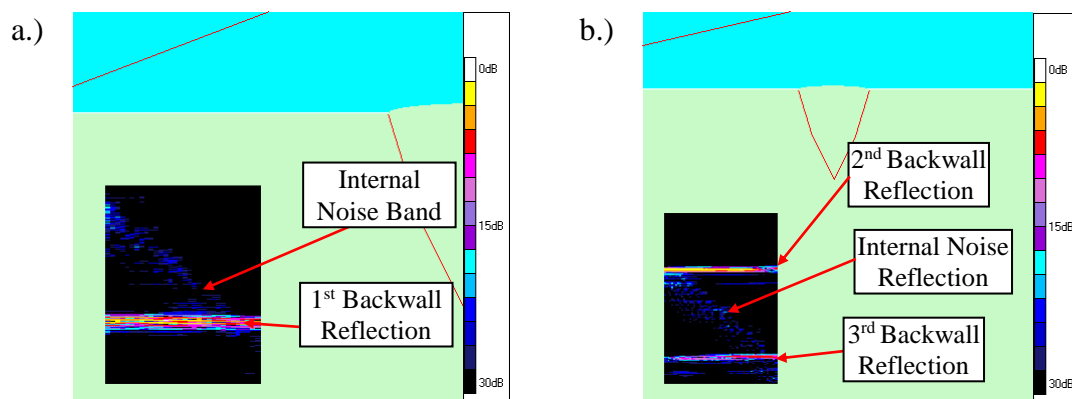 a.)
0dB
Internal
Noise Band
15dB
1st Backwall
Reflection
30dB
b.)
0dB
2nd Backwall
Reflection
15dB
Internal Noise
Reflection
3rd Backwall
Reflection
30dB